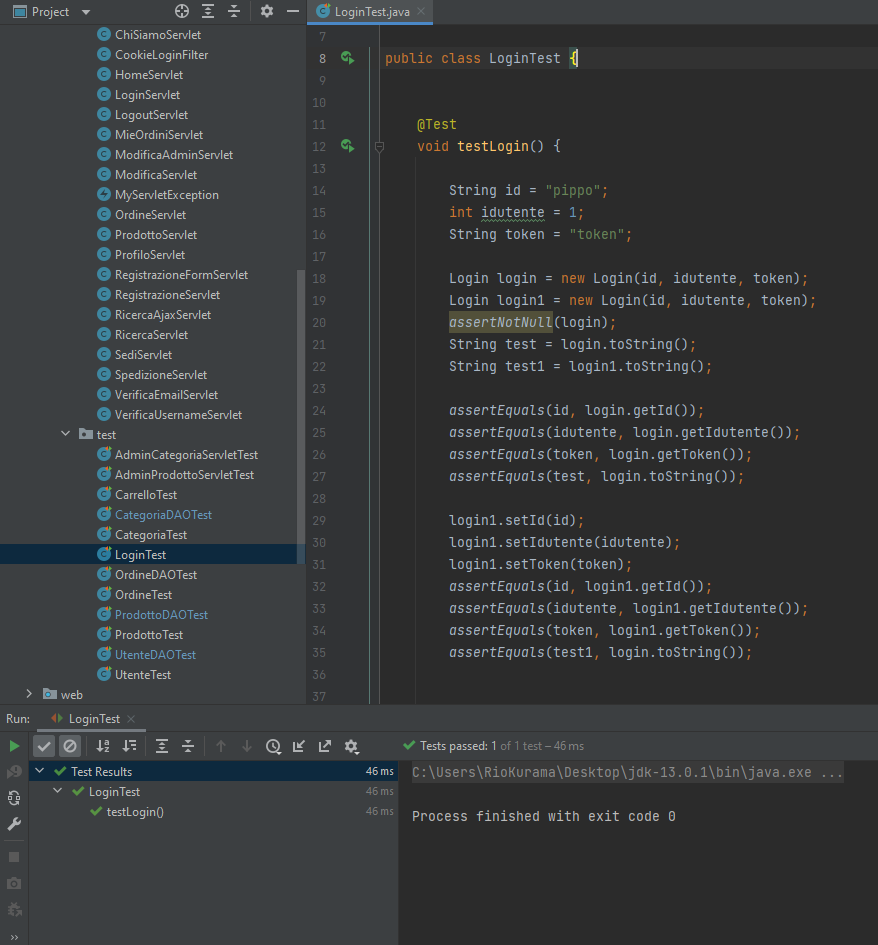 Project
ChiSiamoServlet
CookieLoginFilter
HomeServlet
LoginServlet
LogoutServlet
MieOrdiniServlet
ModificaAdminServlet
ModificaServlet
MyServletException
OrdineServlet
ProdottoServlet
ProfiloServlet
RegistrazioneFormServlet
RegistrazioneServlet
RicercaAjaxServlet
RicercaServlet
SediServlet
SpedizioneServlet
VerificaEmailServlet
VerificaUsernameServlet
test
AdminCategoriaServletTest
AdminProdottoServletTest
CarrelloTest
CategoriaDAOTest
CategoriaTest
LoginTest
OrdineDAOTest
OrdineTest
ProdottoDAOTest
ProdottoTest
UtenteDAOTest
UtenteTest
web
LoginTest.java
7
8 public class LoginTest {
9
10
11 @Test
12 void testLogin() {
13
14 String id = "pippo";
15 int idutente = 1;
16 String token = "token";
17
18 Login login = new Login(id, idutente, token);
19 Login login1 = new Login(id, idutente, token);
20 assertNotNull(login);
21 String test = login.toString();
22 String test1 = login1.toString();
23
24 assertEquals(id, login.getId());
25 assertEquals(idutente, login.getIdutente());
26 assertEquals(token, login.getToken());
27 assertEquals(test, login.toString());
28
29 login1.setId(id);
30 login1.setIdutente(idutente);
31 login1.setToken(token);
32 assertEquals(id, login1.getId());
33 assertEquals(idutente, login1.getIdutente());
34 assertEquals(token, login1.getToken());
35 assertEquals(test1, login.toString());
36
37
Run: LoginTest
Tests passed: 1 of 1 test – 46 ms
Test Results 46 ms
LoginTest 46 ms
testLogin() 46 ms
C:\Users\RioKurama\Desktop\jdk-13.0.1\bin\java.exe ...
Process finished with exit code 0